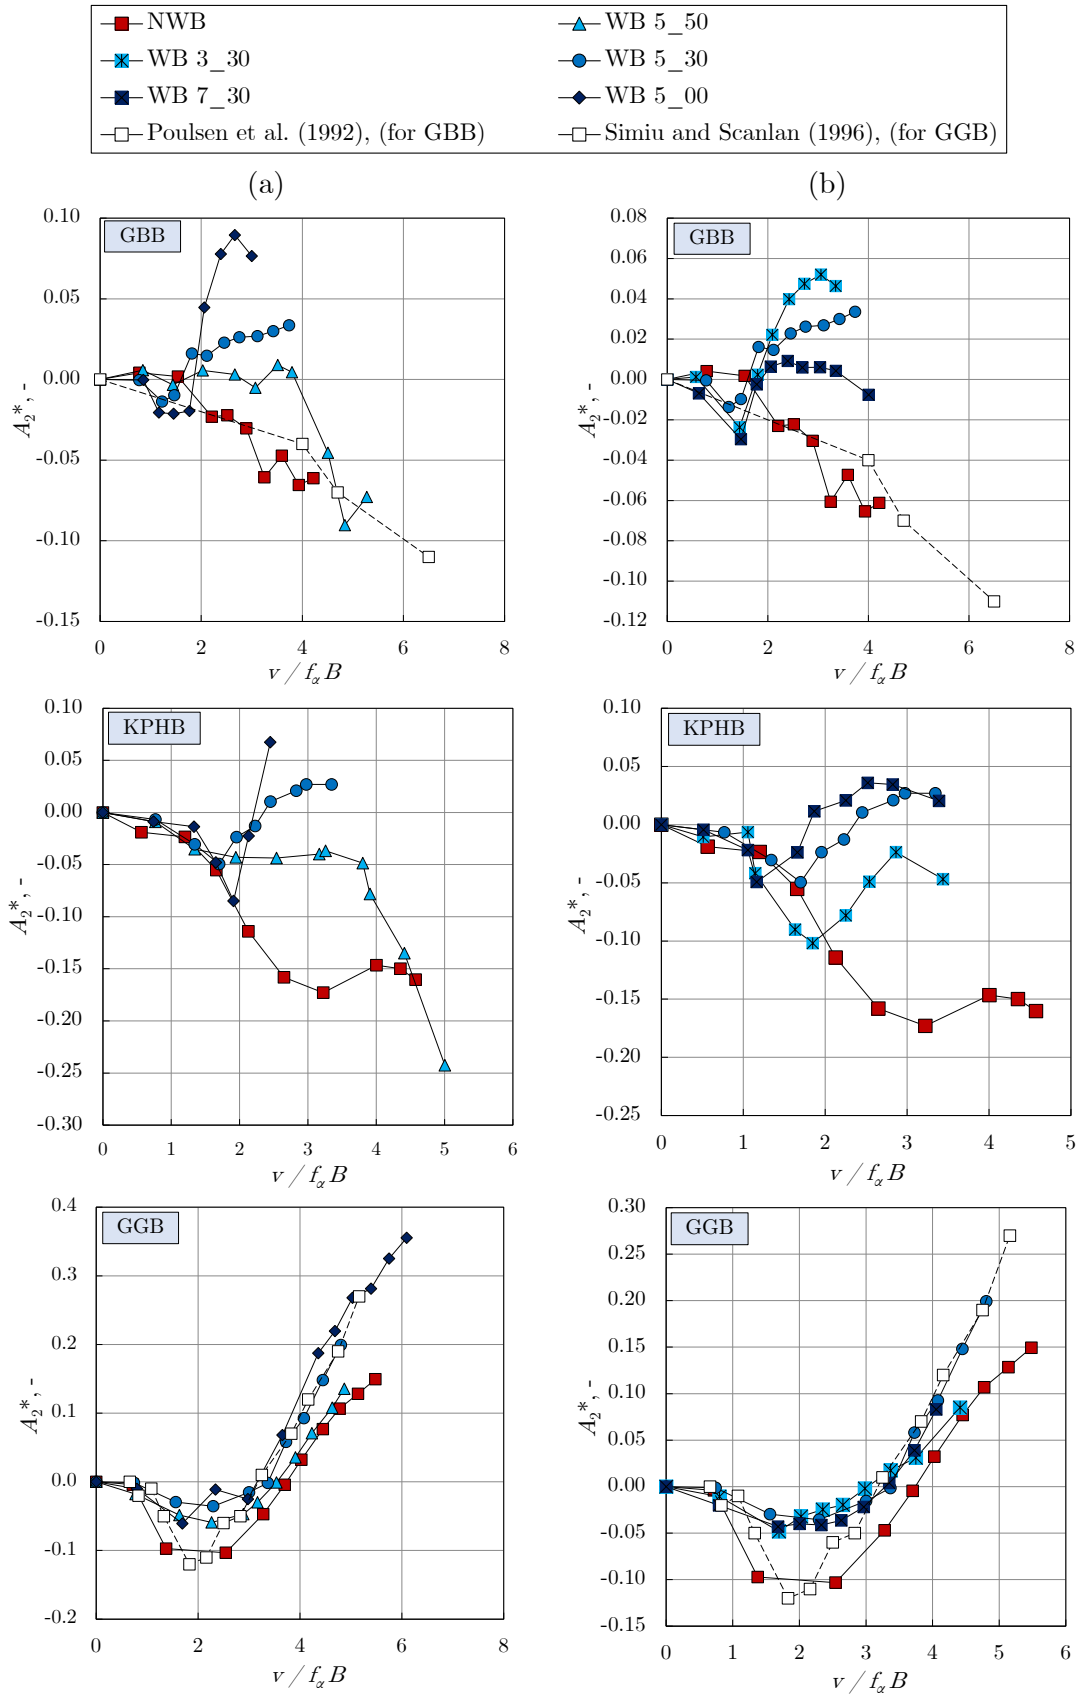 NWB
WB 5_50
WB 3_30
WB 5_30
WB 7_30
WB 5_00
Poulsen et al. (1992), (for GBB)
Simiu and Scanlan (1996), (for GGB)
(a)
(b)
GBB
0.10
0.05
0.00
-0.05
-0.10
-0.15
A₂*, -
0 2 4 6 8
v / fαB
GBB
0.08
0.06
0.04
0.02
0.00
-0.02
-0.04
-0.06
-0.08
-0.10
-0.12
A₂*, -
0 2 4 6 8
v / fαB
KPHB
0.10
0.05
0.00
-0.05
-0.10
-0.15
-0.20
-0.25
-0.30
A₂*, -
0 1 2 3 4 5 6
v / fαB
KPHB
0.10
0.05
0.00
-0.05
-0.10
-0.15
-0.20
-0.25
A₂*, -
0 1 2 3 4 5
v / fαB
GGB
0.4
0.3
0.2
0.1
0.0
-0.1
-0.2
A₂*, -
0 2 4 6 8
v / fαB
GGB
0.30
0.25
0.20
0.15
0.10
0.05
0.00
-0.05
-0.10
-0.15
A₂*, -
0 1 2 3 4 5 6
v / fαB